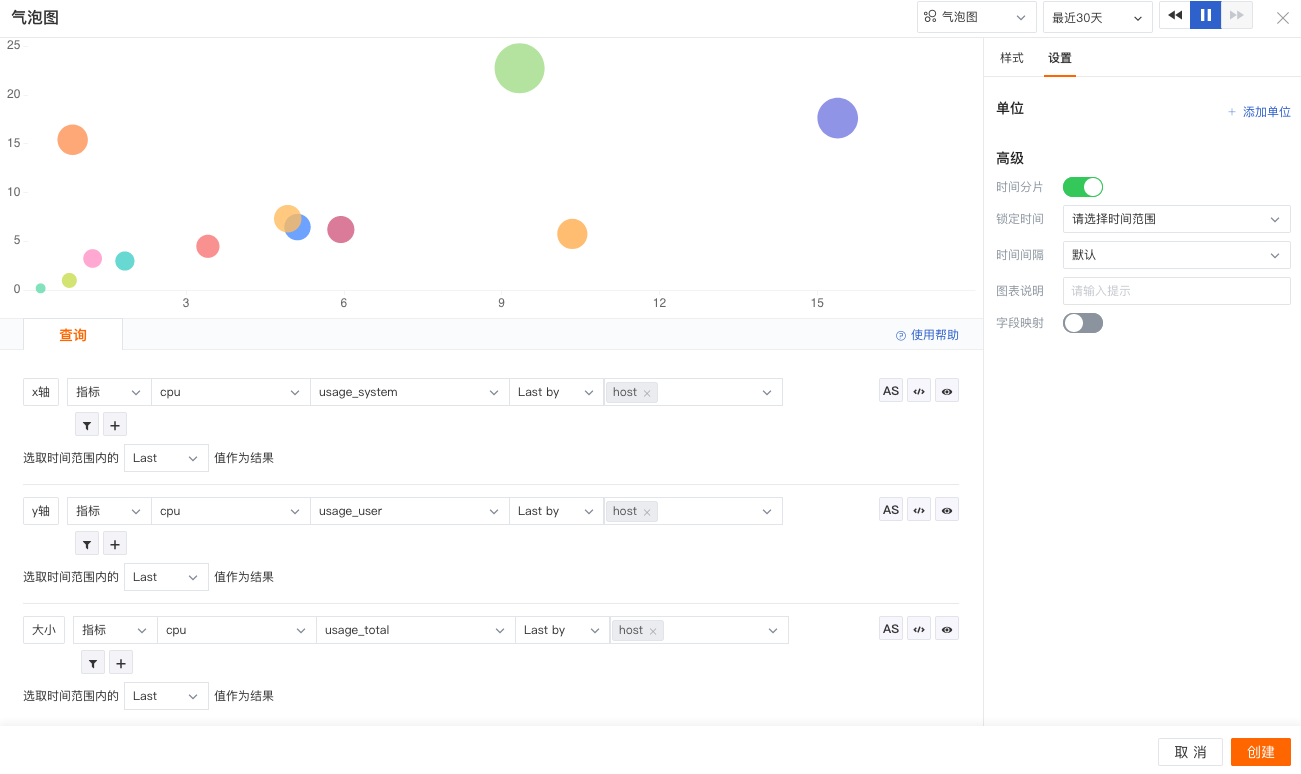 气泡图
气泡图
最近30天
25
20
15
10
5
0
3
6
9
12
15
样式
设置
单位
+ 添加单位
高级
时间分片
锁定时间
请选择时间范围
时间间隔
默认
图表说明
请输入提示
字段映射
查询
使用帮助
x轴 指标 cpu usage_system Last by host × AS
选取时间范围内的 Last 值作为结果
y轴 指标 cpu usage_user Last by host × AS
选取时间范围内的 Last 值作为结果
大小 指标 cpu usage_total Last by host × AS
选取时间范围内的 Last 值作为结果
取 消
创建